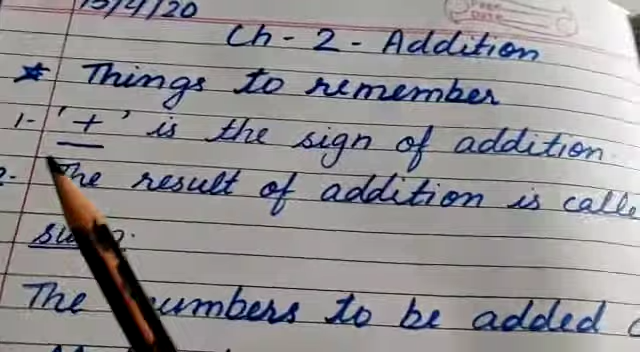 15/4/20
Ch - 2 - Addition
* Things to remember
1- '+' is the sign of addition.
2- The result of addition is calle
The numbers to be added